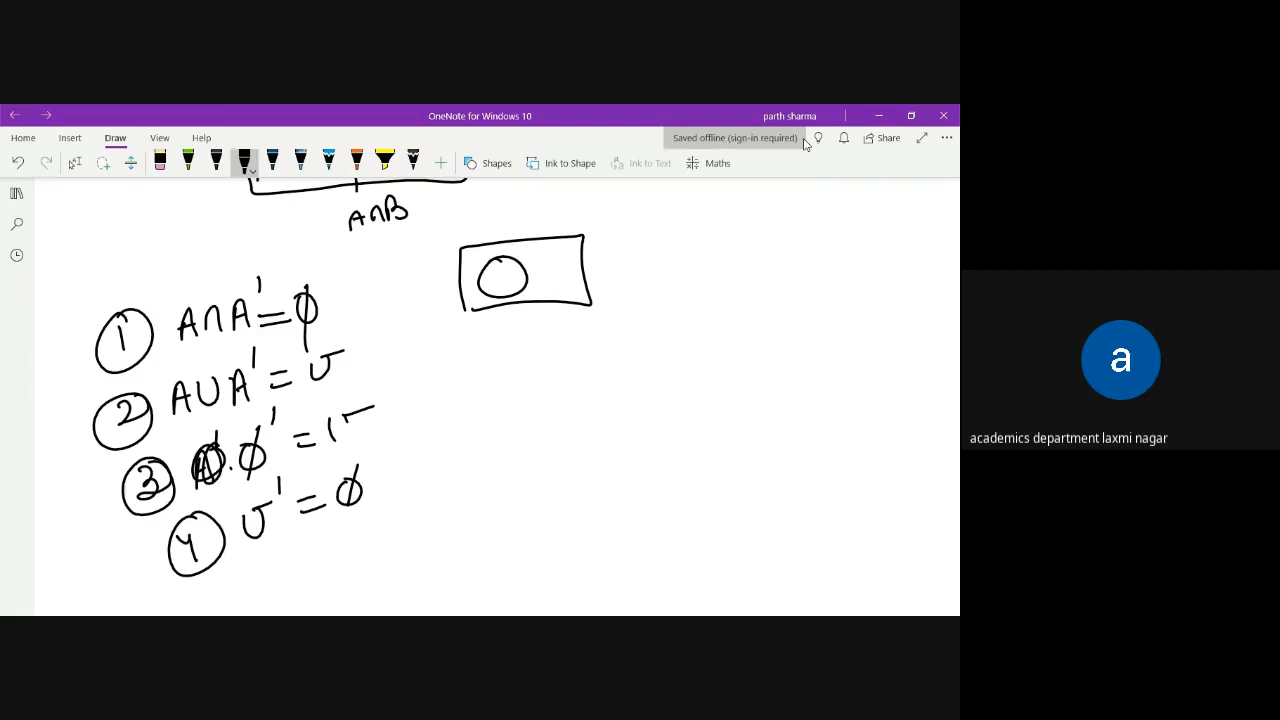 OneNote for Windows 10
parth sharma
Home Insert Draw View Help
Saved offline (sign-in required)
Share
Shapes Ink to Shape Ink to Text Maths
A∩B
① A∩A' = ϕ
② A∪A' = U
③ ϕ' = U
④ U' = ϕ
a
academics department laxmi nagar